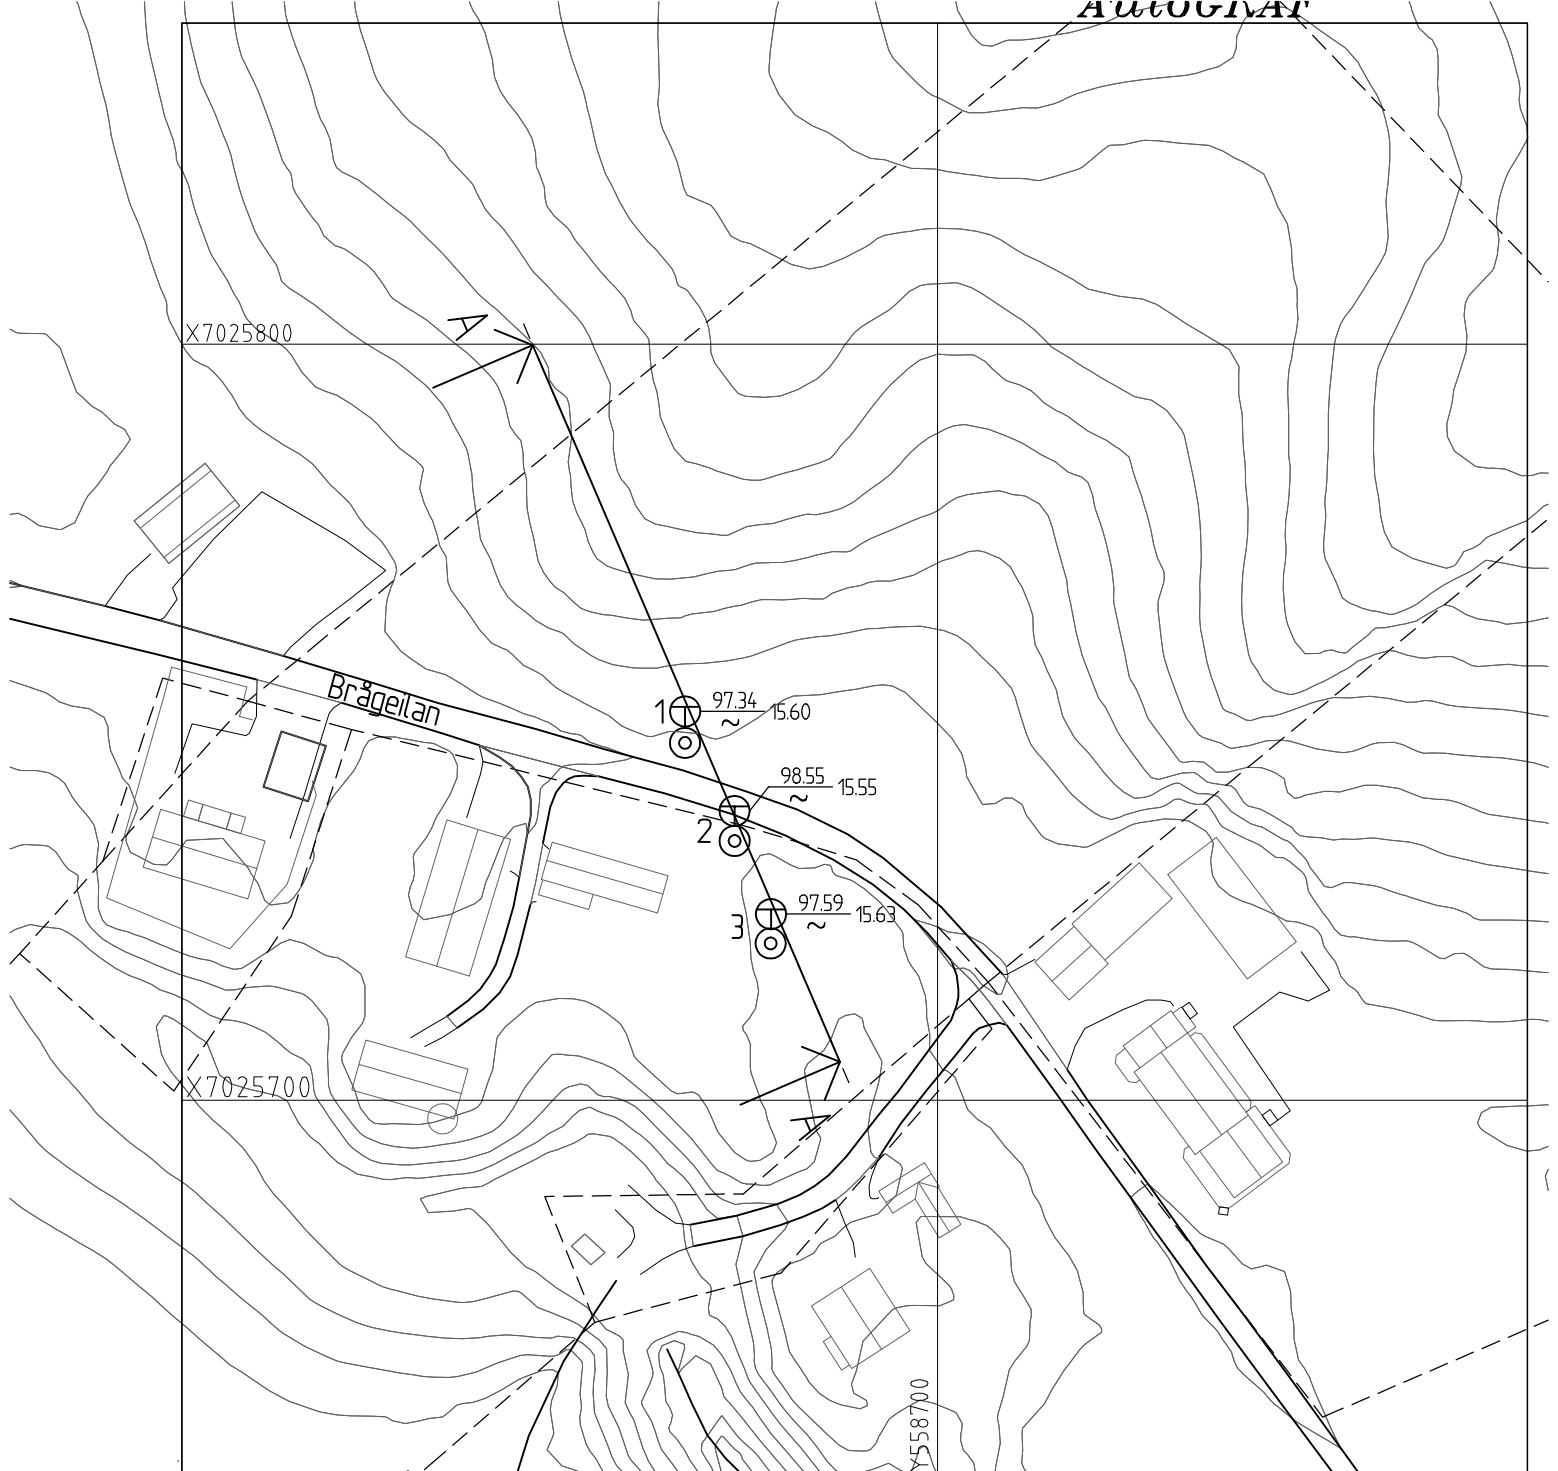 AutoGRAF
A
X7025800
Brågeilan
1 97.34 ~ 15.60
98.55 ~ 15.55
2
97.59 ~ 15.63
3
X7025700
A
Y558700